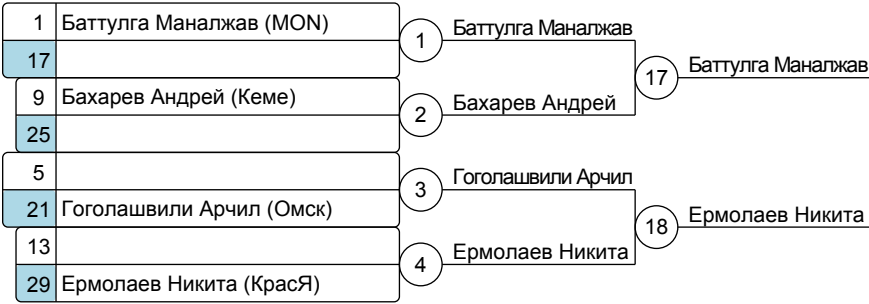 1 Баттулга Маналжав (MON)
17
1 Баттулга Маналжав
9 Бахарев Андрей (Кеме)
25
2 Бахарев Андрей
17 Баттулга Маналжав
5
21 Гоголашвили Арчил (Омск)
3 Гоголашвили Арчил
13
29 Ермолаев Никита (КрасЯ)
4 Ермолаев Никита
18 Ермолаев Никита